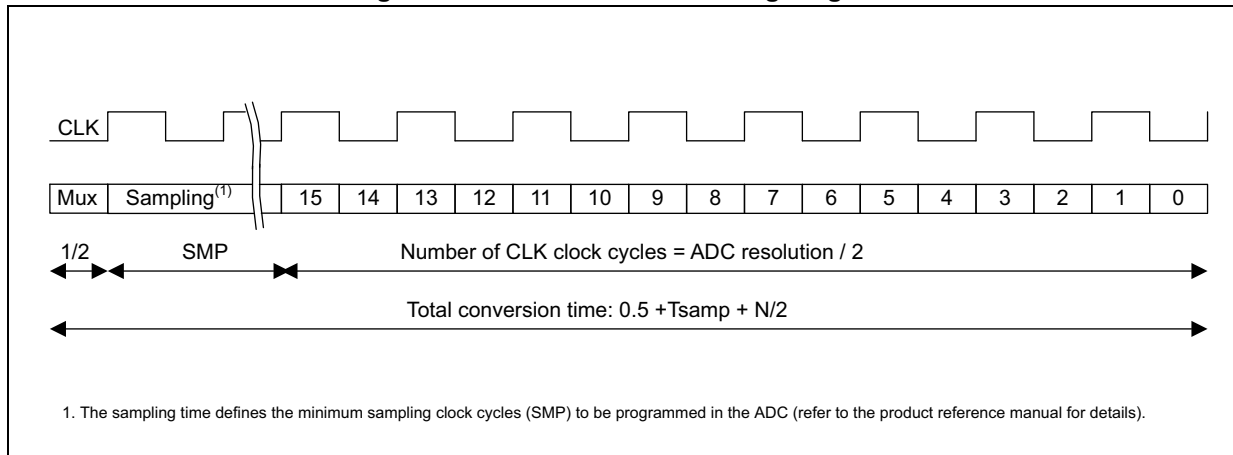 CLK
Mux Sampling(1) 15 14 13 12 11 10 9 8 7 6 5 4 3 2 1 0
1/2 SMP Number of CLK clock cycles = ADC resolution / 2
Total conversion time: 0.5 +Tsamp + N/2
1. The sampling time defines the minimum sampling clock cycles (SMP) to be programmed in the ADC (refer to the product reference manual for details).